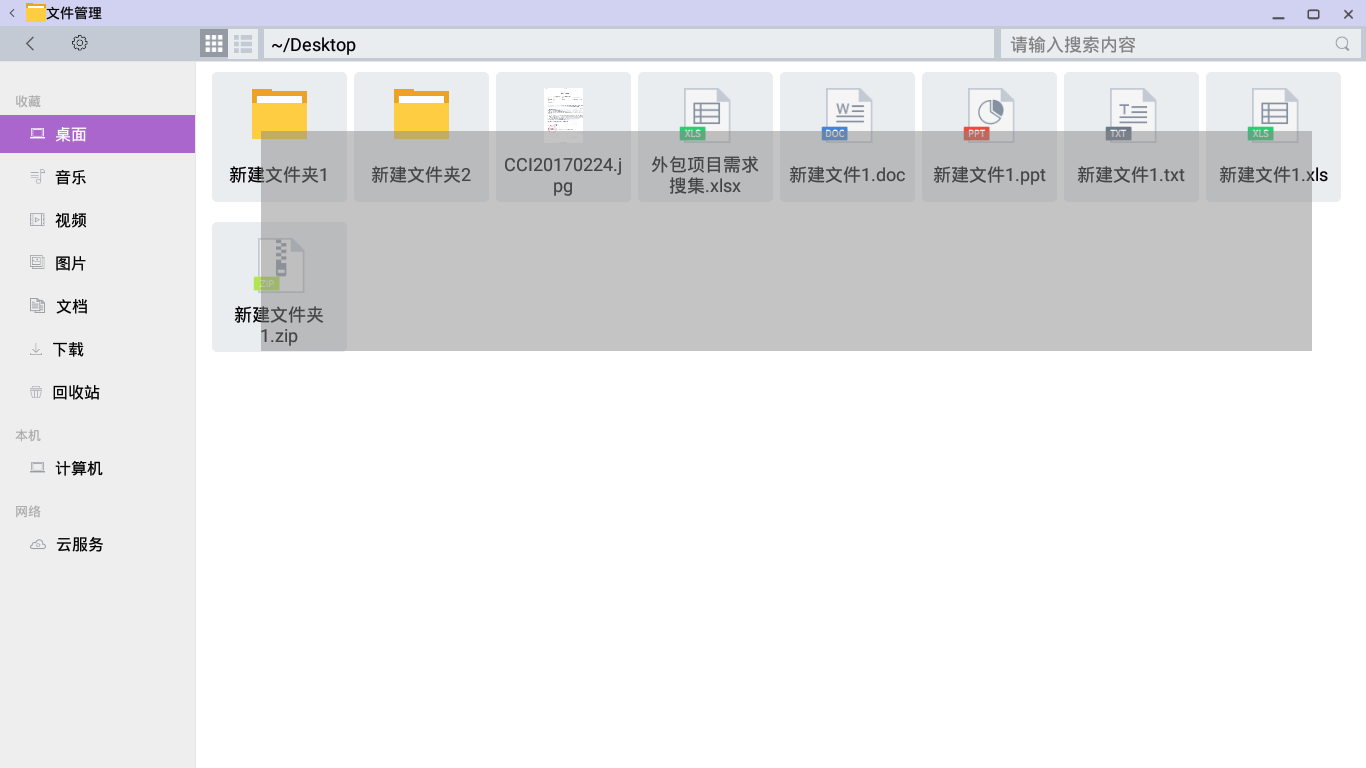 文件管理
~/Desktop
请输入搜索内容
收藏
桌面
音乐
视频
图片
文档
下载
回收站
本机
计算机
网络
云服务
新建文件夹1
新建文件夹2
CCI20170224.j
pg
XLS
外包项目需求
搜集.xlsx
W
DOC
新建文件1.doc
PPT
新建文件1.ppt
T
TXT
新建文件1.txt
XLS
新建文件1.xls
ZIP
新建文件夹
1.zip